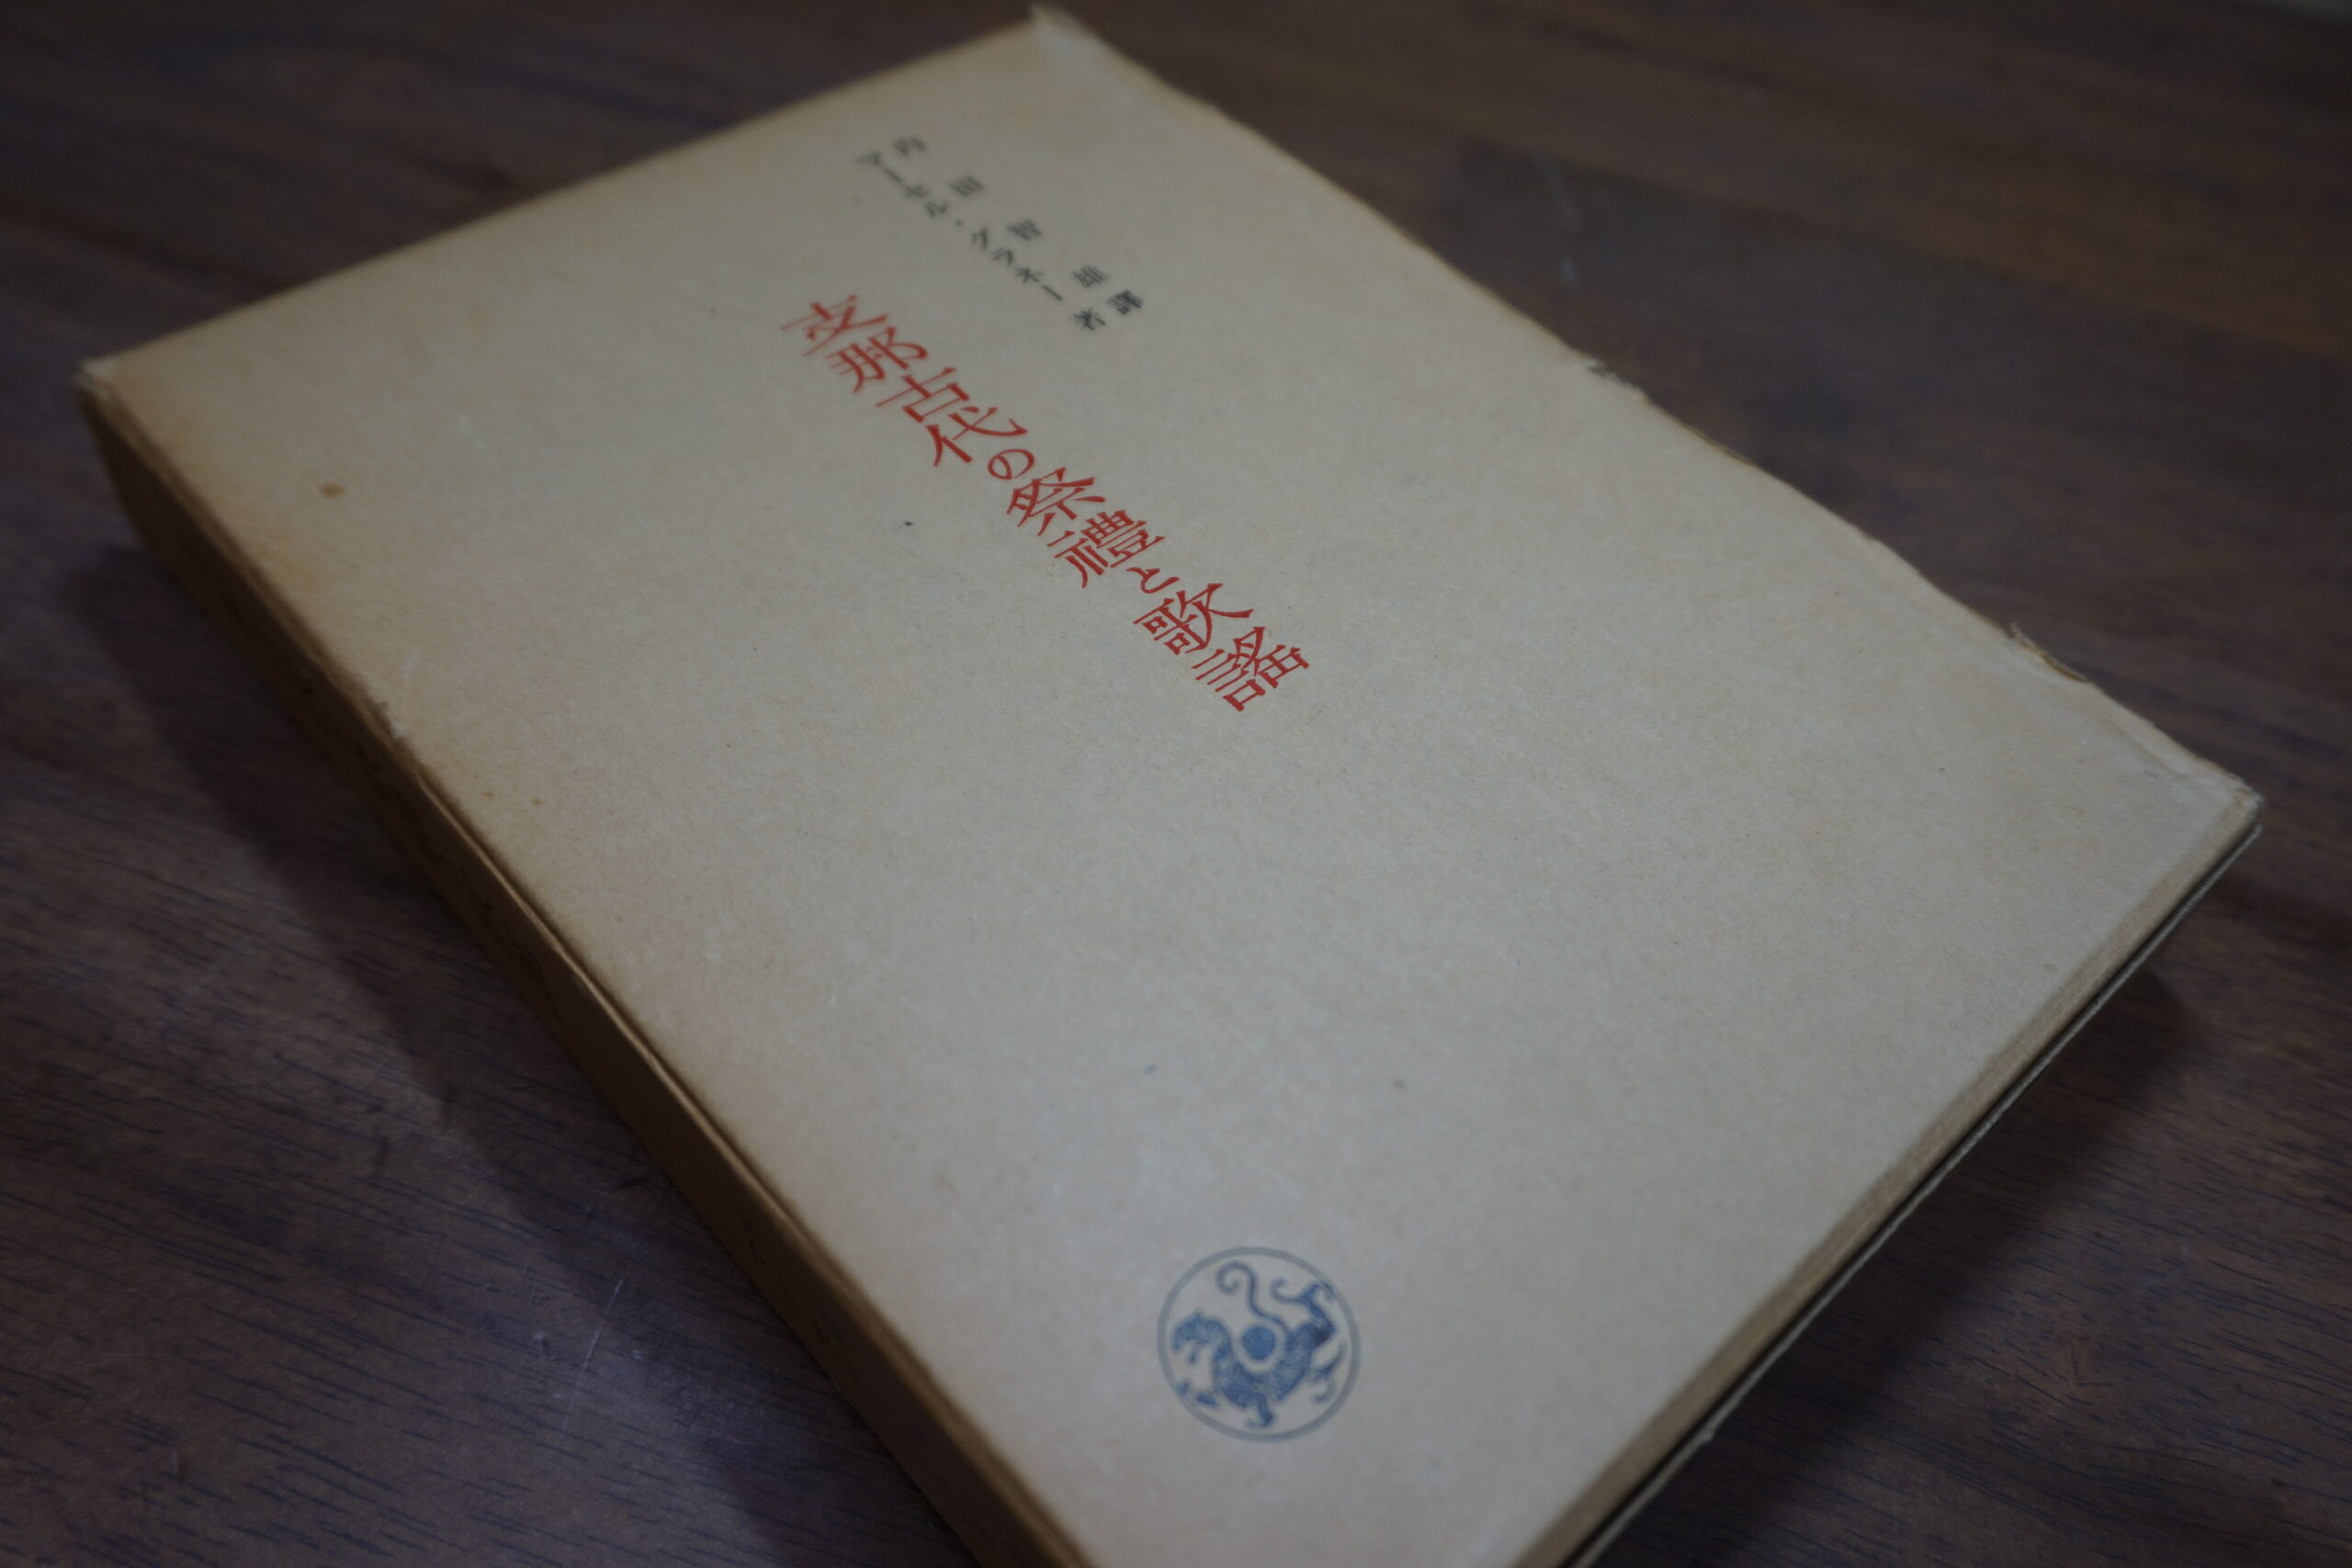 内田智雄譯
マーセル・グラネー著
支那古代の祭禮と歌謡